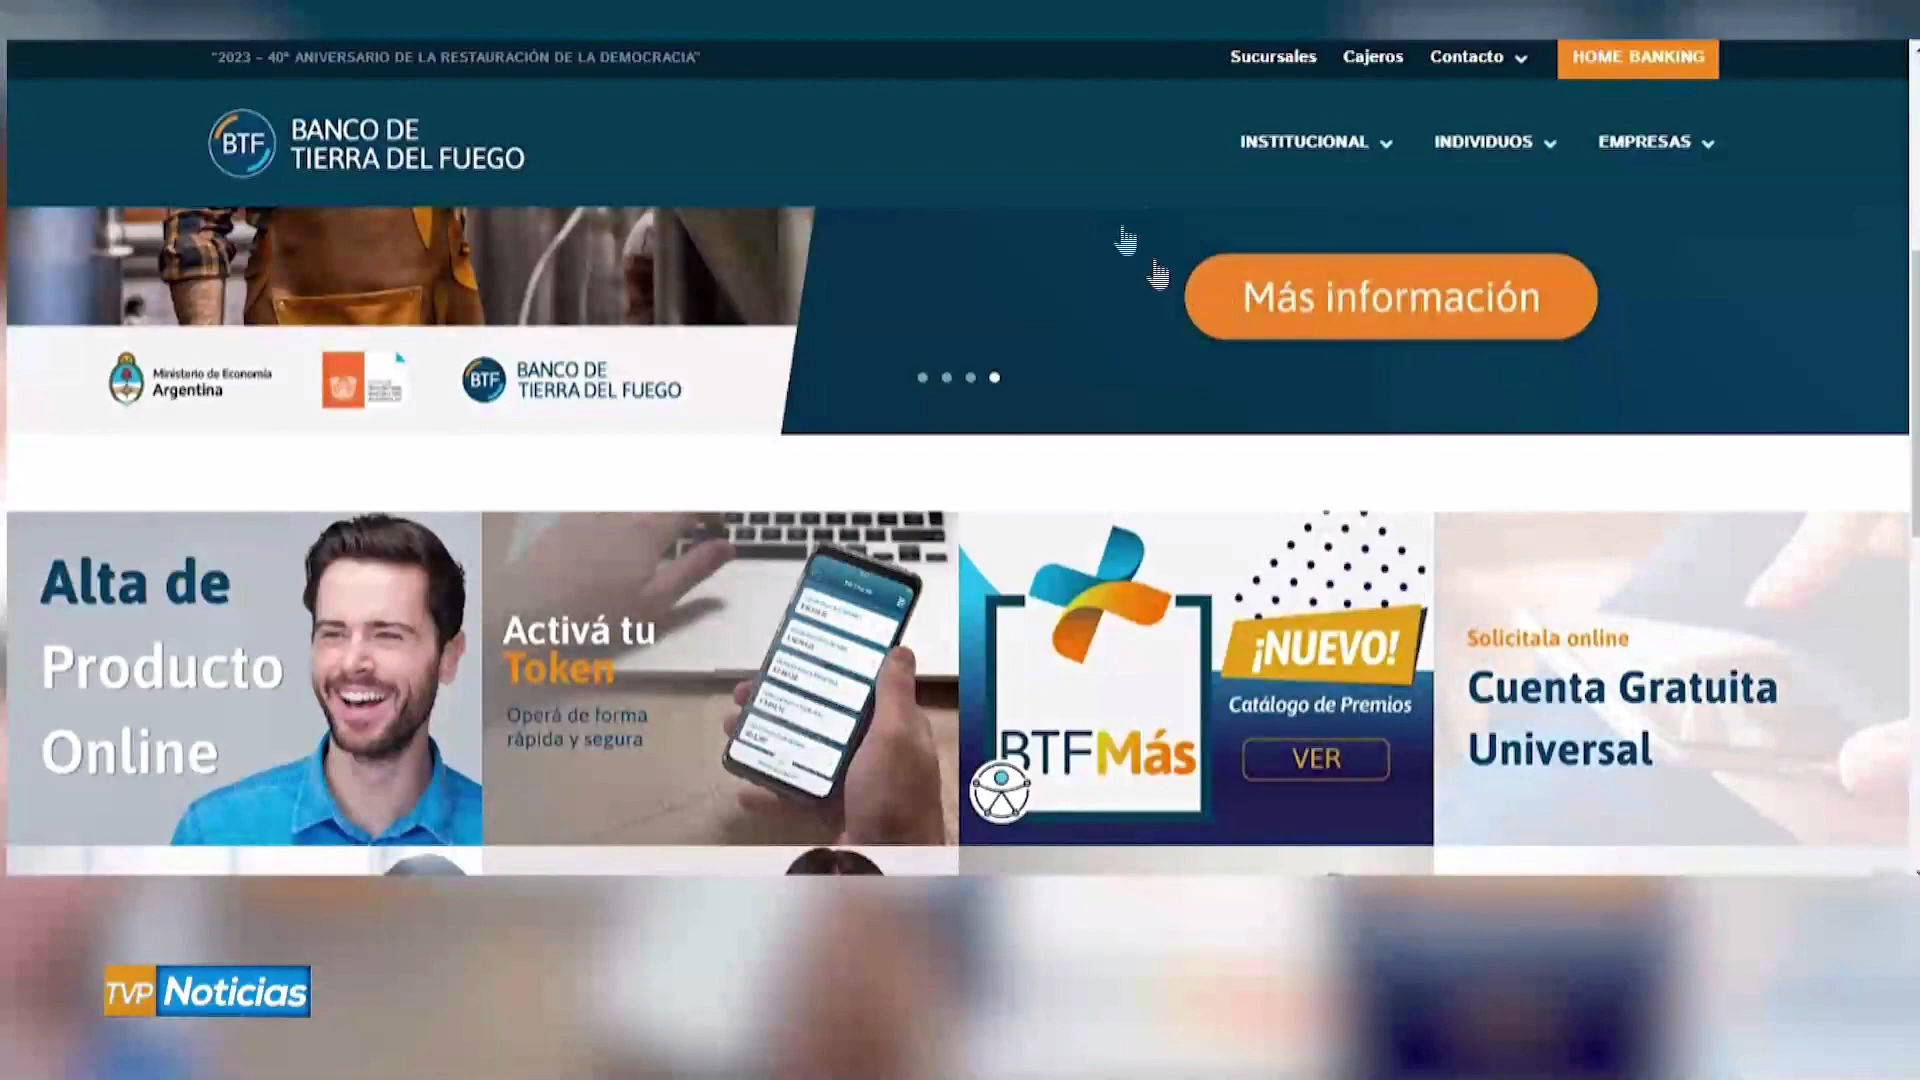 "2023 – 40° ANIVERSARIO DE LA RESTAURACIÓN DE LA DEMOCRACIA"
Sucursales
Cajeros
Contacto
HOME BANKING
BTF
BANCO DE
TIERRA DEL FUEGO
INSTITUCIONAL
INDIVIDUOS
EMPRESAS
Más información
Ministerio de Economía
Argentina
BTF
BANCO DE
TIERRA DEL FUEGO
Alta de
Producto
Online
Activá tu
Token
Operá de forma
rápida y segura
BTFMás
¡NUEVO!
Catálogo de Premios
VER
Solicitala online
Cuenta Gratuita
Universal
TVP Noticias